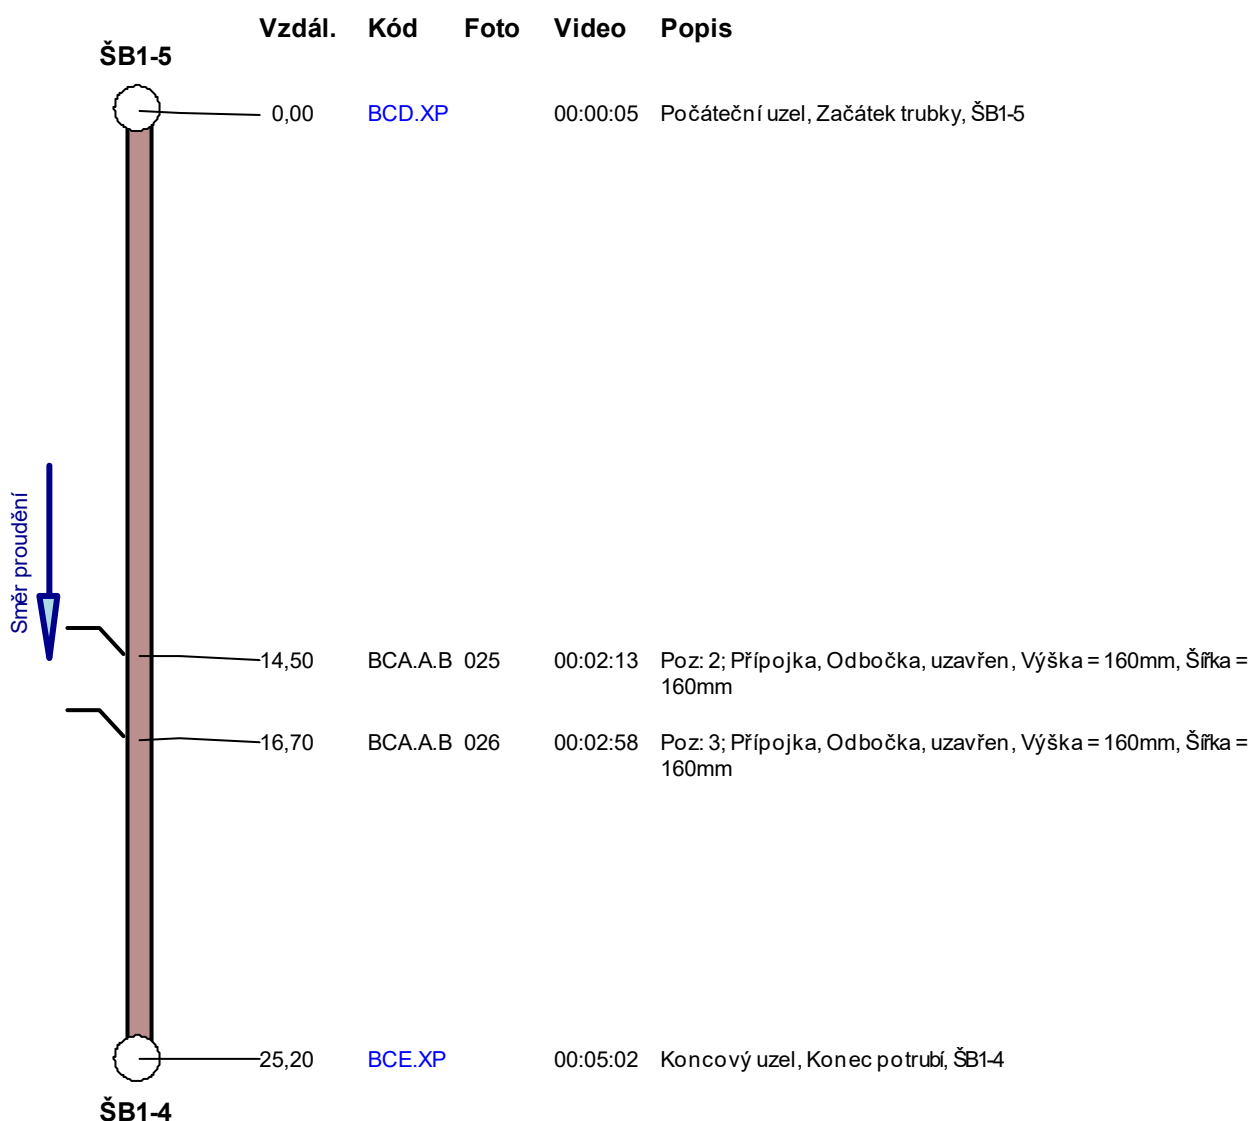 Vzdál. Kód Foto Video Popis
ŠB1-5
0,00 BCD.XP 00:00:05 Počáteční uzel, Začátek trubky, ŠB1-5
Směr proudění
14,50 BCA.A.B 025 00:02:13 Poz: 2; Přípojka, Odbočka, uzavřen, Výška = 160mm, Šířka =
160mm
16,70 BCA.A.B 026 00:02:58 Poz: 3; Přípojka, Odbočka, uzavřen, Výška = 160mm, Šířka =
160mm
25,20 BCE.XP 00:05:02 Koncový uzel, Konec potrubí, ŠB1-4
ŠB1-4